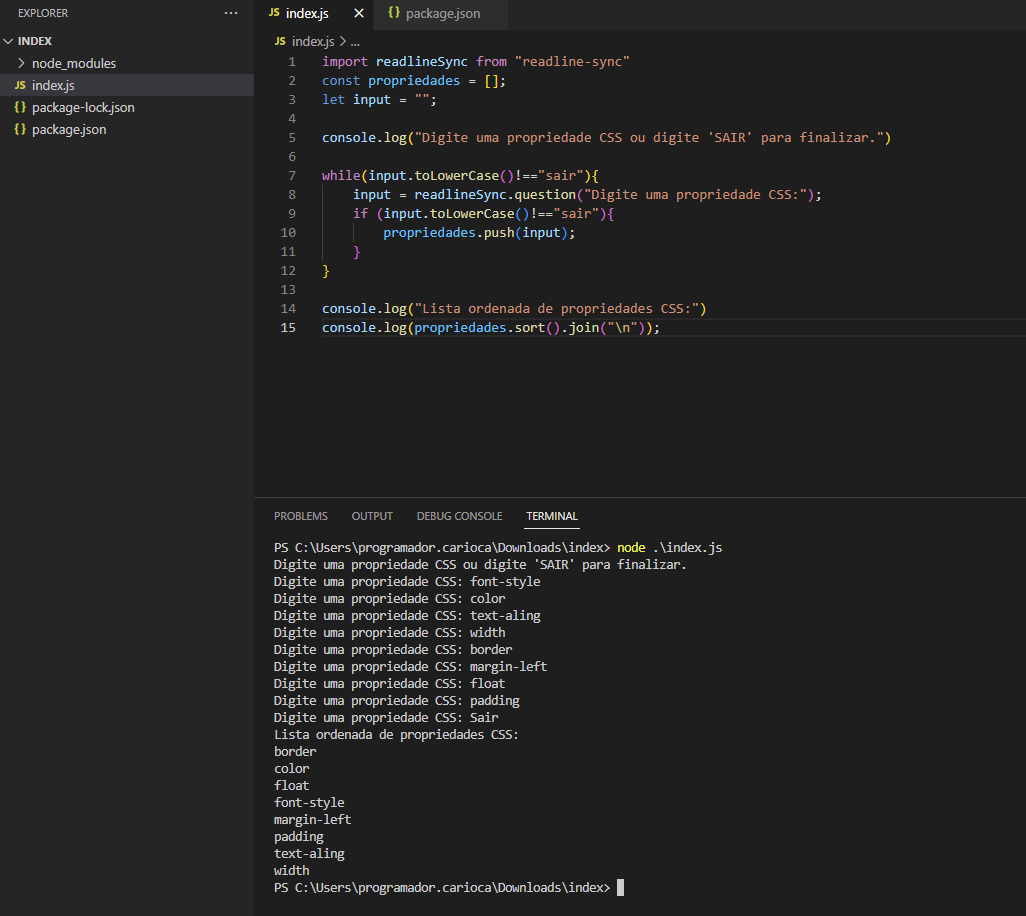 EXPLORER ...
INDEX
node_modules
JS index.js
{} package-lock.json
{} package.json
JS index.js × {} package.json
JS index.js > ...
1 import readlineSync from "readline-sync"
2 const propriedades = [];
3 let input = "";
4
5 console.log("Digite uma propriedade CSS ou digite 'SAIR' para finalizar.")
6
7 while(input.toLowerCase()!=="sair"){
8 input = readlineSync.question("Digite uma propriedade CSS:");
9 if (input.toLowerCase()!=="sair"){
10 propriedades.push(input);
11 }
12 }
13
14 console.log("Lista ordenada de propriedades CSS:")
15 console.log(propriedades.sort().join("\n"));
PROBLEMS OUTPUT DEBUG CONSOLE TERMINAL
PS C:\Users\programador.carioca\Downloads\index> node .\index.js
Digite uma propriedade CSS ou digite 'SAIR' para finalizar.
Digite uma propriedade CSS: font-style
Digite uma propriedade CSS: color
Digite uma propriedade CSS: text-aling
Digite uma propriedade CSS: width
Digite uma propriedade CSS: border
Digite uma propriedade CSS: margin-left
Digite uma propriedade CSS: float
Digite uma propriedade CSS: padding
Digite uma propriedade CSS: Sair
Lista ordenada de propriedades CSS:
border
color
float
font-style
margin-left
padding
text-aling
width
PS C:\Users\programador.carioca\Downloads\index>